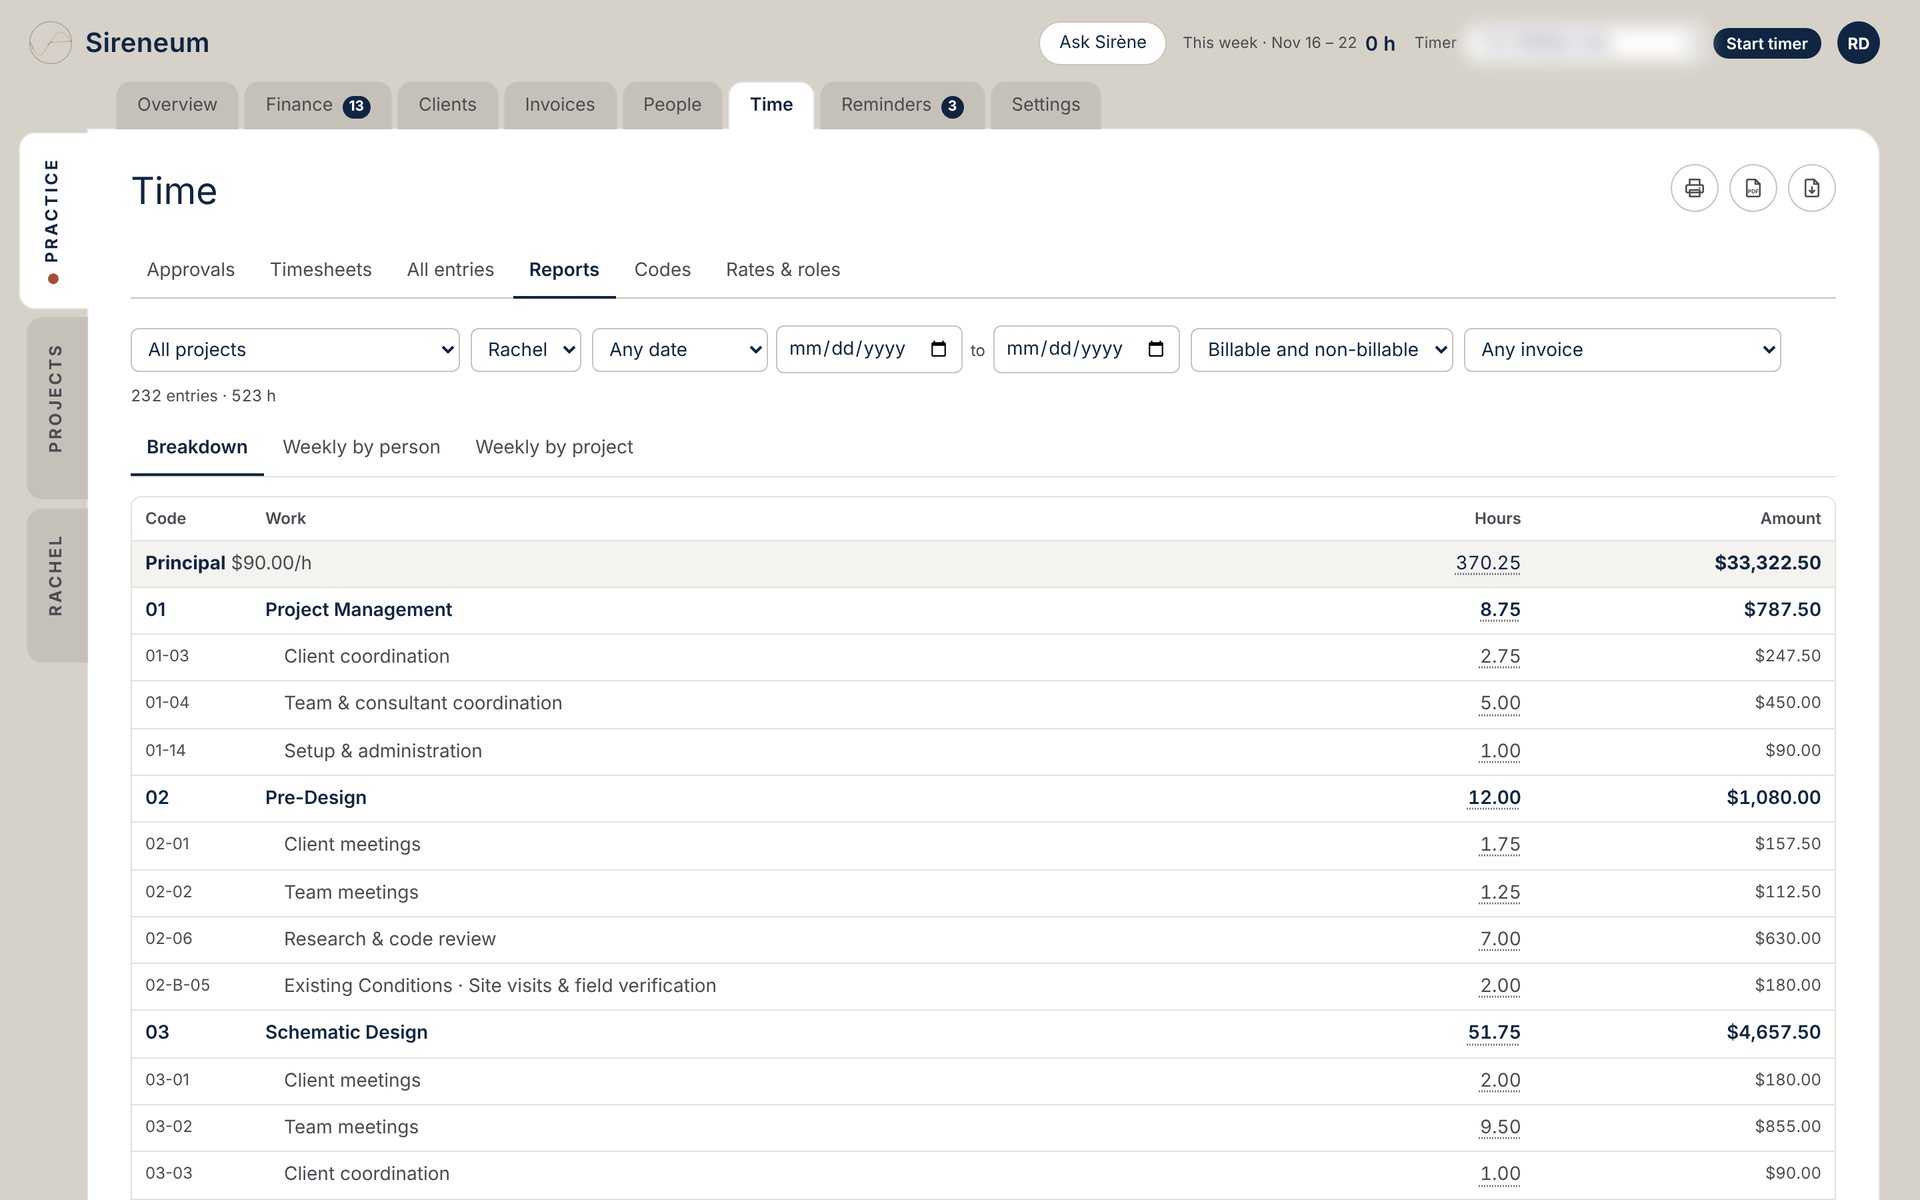 Sireneum
Ask Sirène
This week · Nov 16 – 22 0 h
Timer
Start timer
RD
Overview
Finance 13
Clients
Invoices
People
Time
Reminders 3
Settings
PRACTICE
PROJECTS
RACHEL
Time
PDF
Approvals
Timesheets
All entries
Reports
Codes
Rates & roles
All projects
Rachel
Any date
mm/dd/yyyy
to
mm/dd/yyyy
Billable and non-billable
Any invoice
232 entries · 523 h
Breakdown
Weekly by person
Weekly by project
Code Work Hours Amount
Principal $90.00/h 370.25 $33,322.50
01 Project Management 8.75 $787.50
01-03 Client coordination 2.75 $247.50
01-04 Team & consultant coordination 5.00 $450.00
01-14 Setup & administration 1.00 $90.00
02 Pre-Design 12.00 $1,080.00
02-01 Client meetings 1.75 $157.50
02-02 Team meetings 1.25 $112.50
02-06 Research & code review 7.00 $630.00
02-B-05 Existing Conditions · Site visits & field verification 2.00 $180.00
03 Schematic Design 51.75 $4,657.50
03-01 Client meetings 2.00 $180.00
03-02 Team meetings 9.50 $855.00
03-03 Client coordination 1.00 $90.00